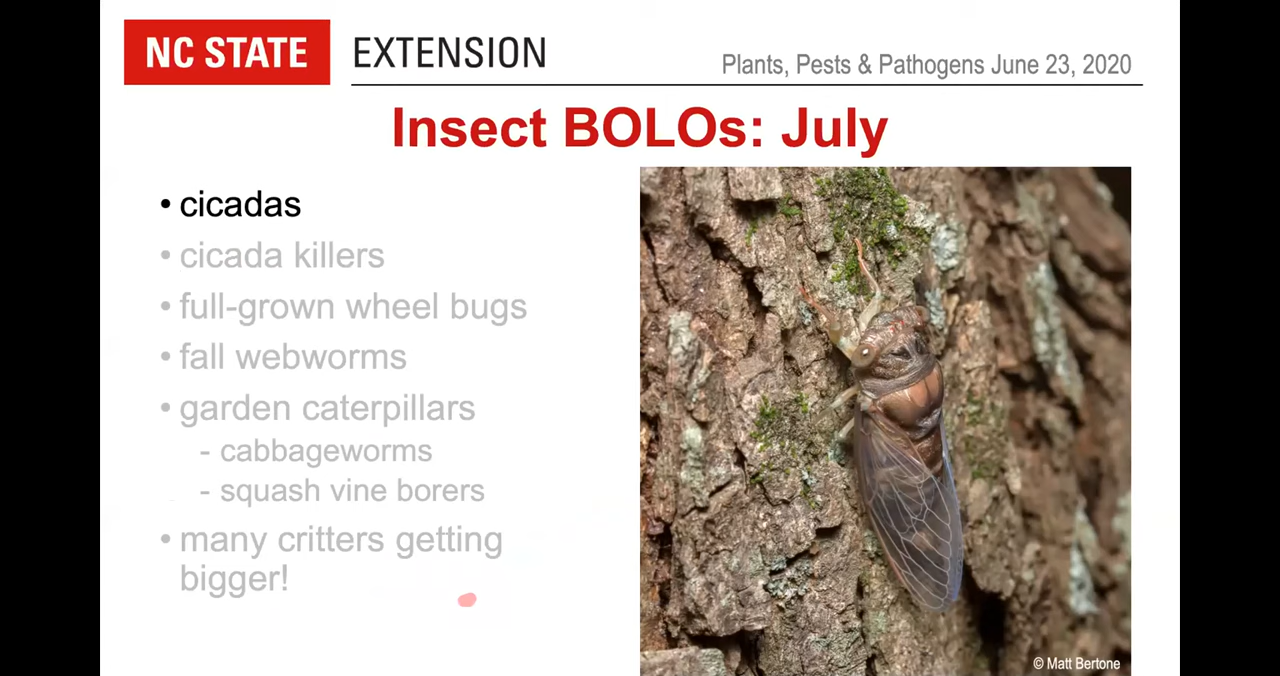 NC STATE EXTENSION
Plants, Pests & Pathogens June 23, 2020
Insect BOLOs: July
• cicadas
• cicada killers
• full-grown wheel bugs
• fall webworms
• garden caterpillars
- cabbageworms
- squash vine borers
• many critters getting
bigger!
© Matt Bertone